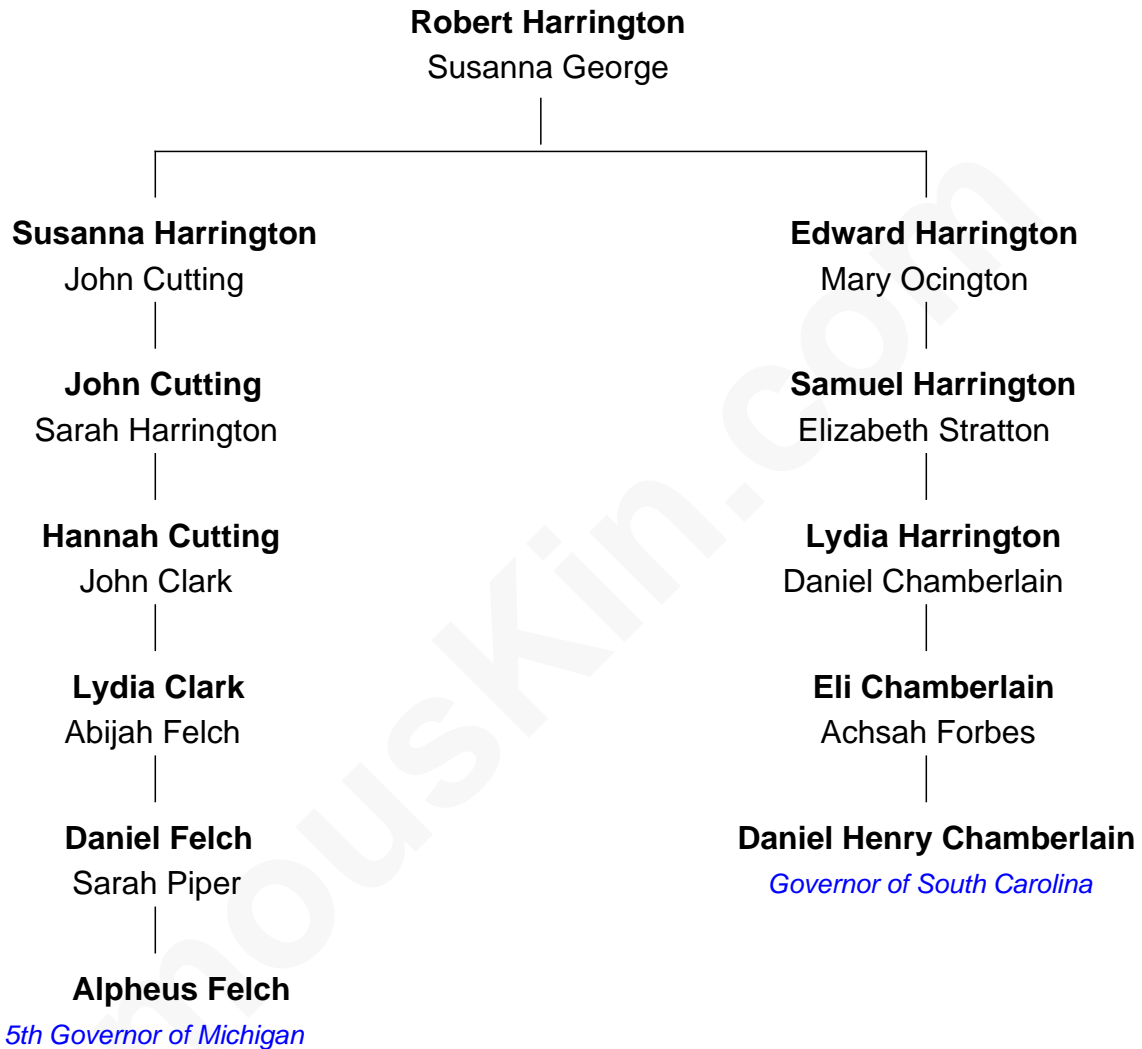 Robert Harrington
Susanna George
Susanna Harrington
John Cutting
Edward Harrington
Mary Ocington
John Cutting
Sarah Harrington
Samuel Harrington
Elizabeth Stratton
Hannah Cutting
John Clark
Lydia Harrington
Daniel Chamberlain
Lydia Clark
Abijah Felch
Eli Chamberlain
Achsah Forbes
Daniel Felch
Sarah Piper
Daniel Henry Chamberlain
Governor of South Carolina
Alpheus Felch
5th Governor of Michigan
mouskin.com